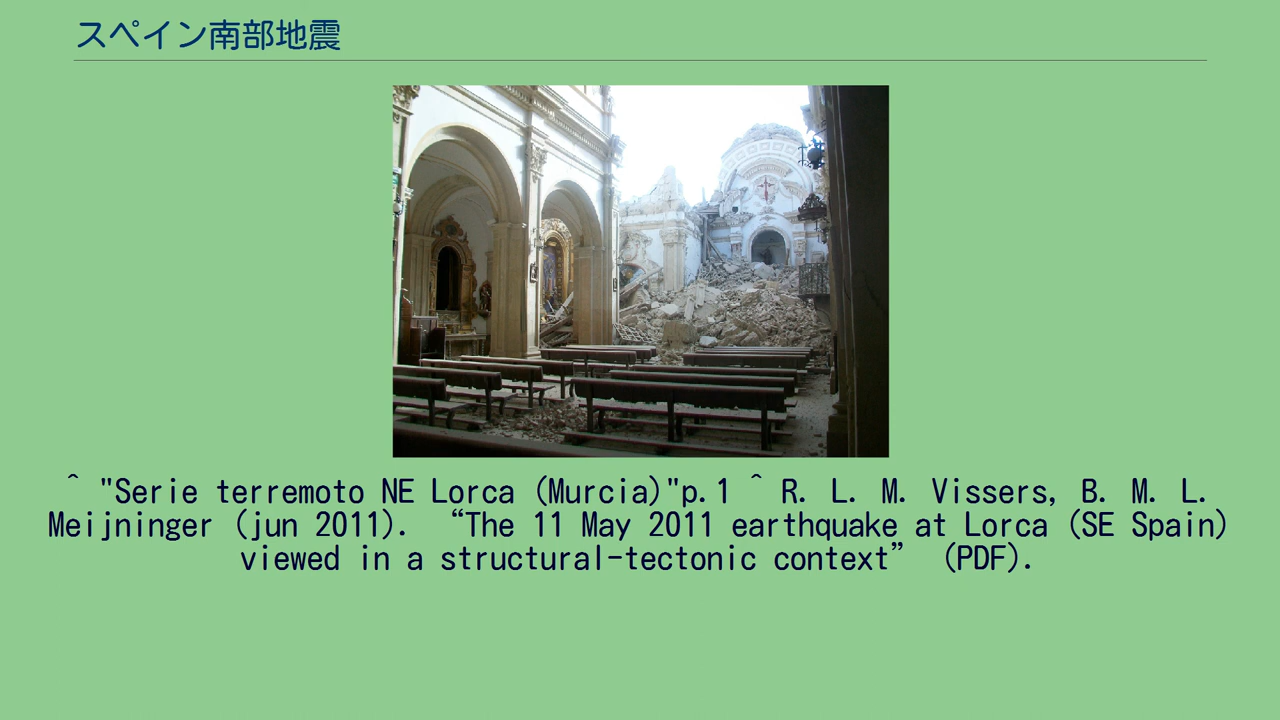 スペイン南部地震
^ "Serie terremoto NE Lorca (Murcia)"p.1 ^ R. L. M. Vissers, B. M. L.
Meijninger (jun 2011). “The 11 May 2011 earthquake at Lorca (SE Spain)
viewed in a structural-tectonic context” (PDF).